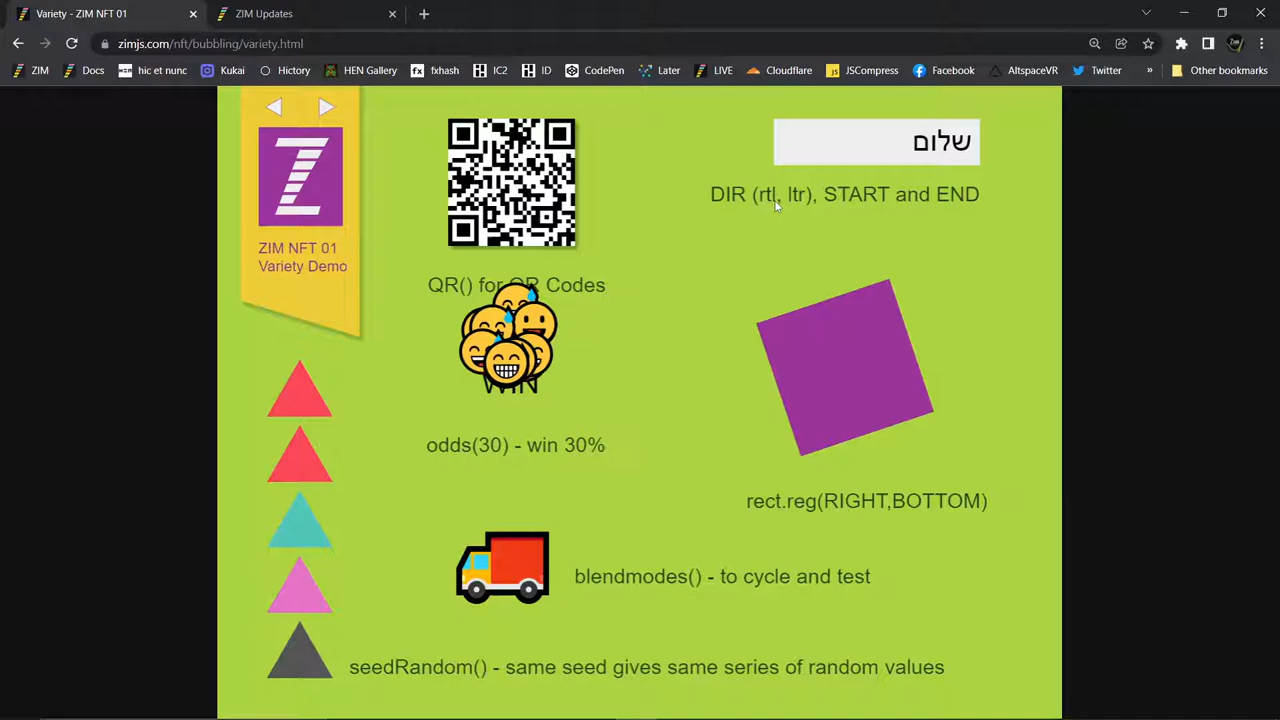 Variety - ZIM NFT 01
ZIM Updates
zimjs.com/nft/bubbling/variety.html
ZIM
Docs
hic et nunc
Kukai
Hictory
HEN Gallery
fxhash
IC2
ID
CodePen
Later
LIVE
Cloudflare
JSCompress
Facebook
AltspaceVR
Twitter
»
Other bookmarks
Z
ZIM NFT 01
Variety Demo
שלום
DIR (rtl, ltr), START and END
QR() for QR Codes
WIN
odds(30) - win 30%
rect.reg(RIGHT,BOTTOM)
blendmodes() - to cycle and test
seedRandom() - same seed gives same series of random values